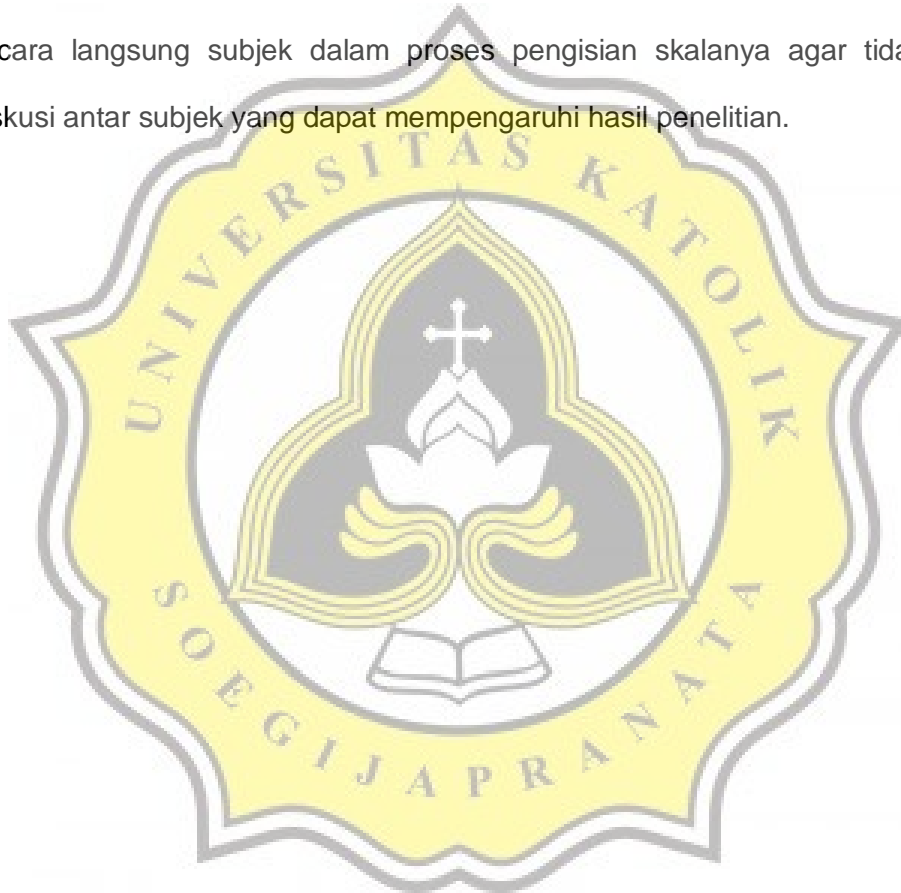 cara langsung subjek dalam proses pengisian skalanya agar tida
skusi antar subjek yang dapat mempengaruhi hasil penelitian.
UNIVERSITAS KATOLIK
SOEGIJAPRANATA